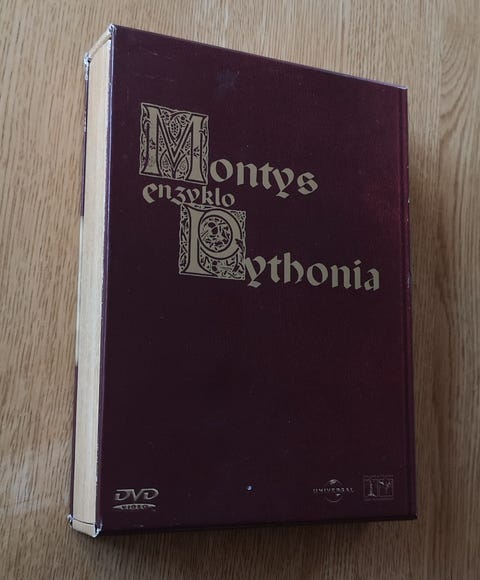 Montys
enzyklo
Pythonia
DVD
VIDEO
UNIVERSAL